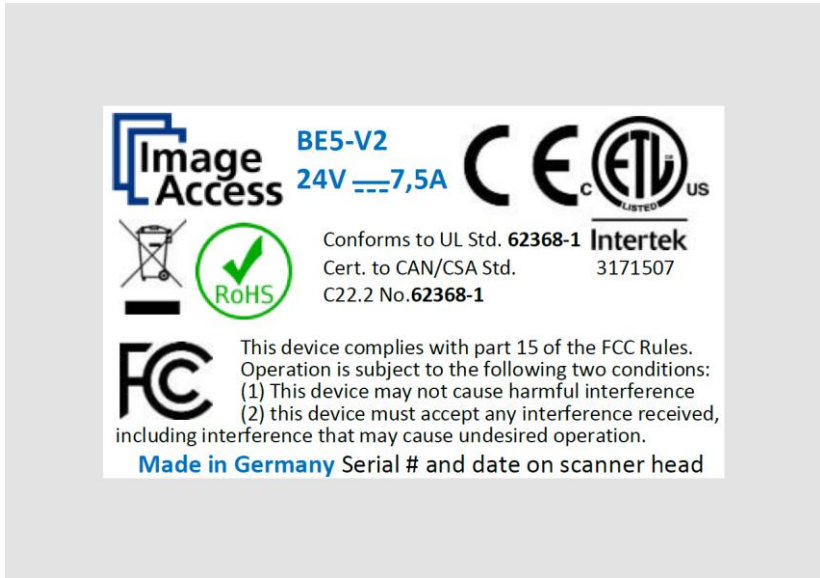 Image
Access
BE5-V2
24V 7,5A
CE
C ETL US
LISTED
Intertek
3171507
RoHS
Conforms to UL Std. 62368-1
Cert. to CAN/CSA Std.
C22.2 No.62368-1
FC
This device complies with part 15 of the FCC Rules.
Operation is subject to the following two conditions:
(1) This device may not cause harmful interference
(2) this device must accept any interference received,
including interference that may cause undesired operation.
Made in Germany Serial # and date on scanner head